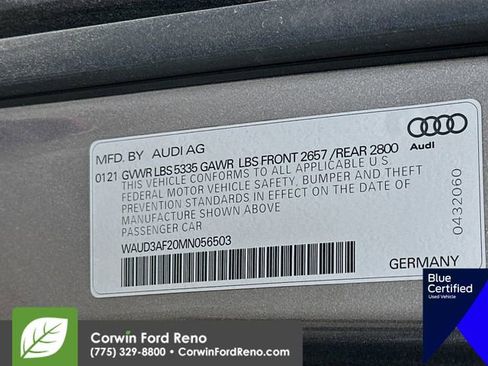 MFD. BY AUDI AG
0121 GVWR LBS 5335 GAWR LBS FRONT 2657 / REAR 2800
THIS VEHICLE CONFORMS TO ALL APPLICABLE U S
FEDERAL MOTOR VEHICLE SAFETY, BUMPER AND THEFT
PREVENTION STANDARDS IN EFFECT ON THE DATE OF
MANUFACTURE SHOWN ABOVE
PASSENGER CAR
WAUD3AF20MN056503
GERMANY
Audi
0432060
Blue
Certified
Used Vehicle
Corwin Ford Reno
(775) 329-8800 • CorwinFordReno.com